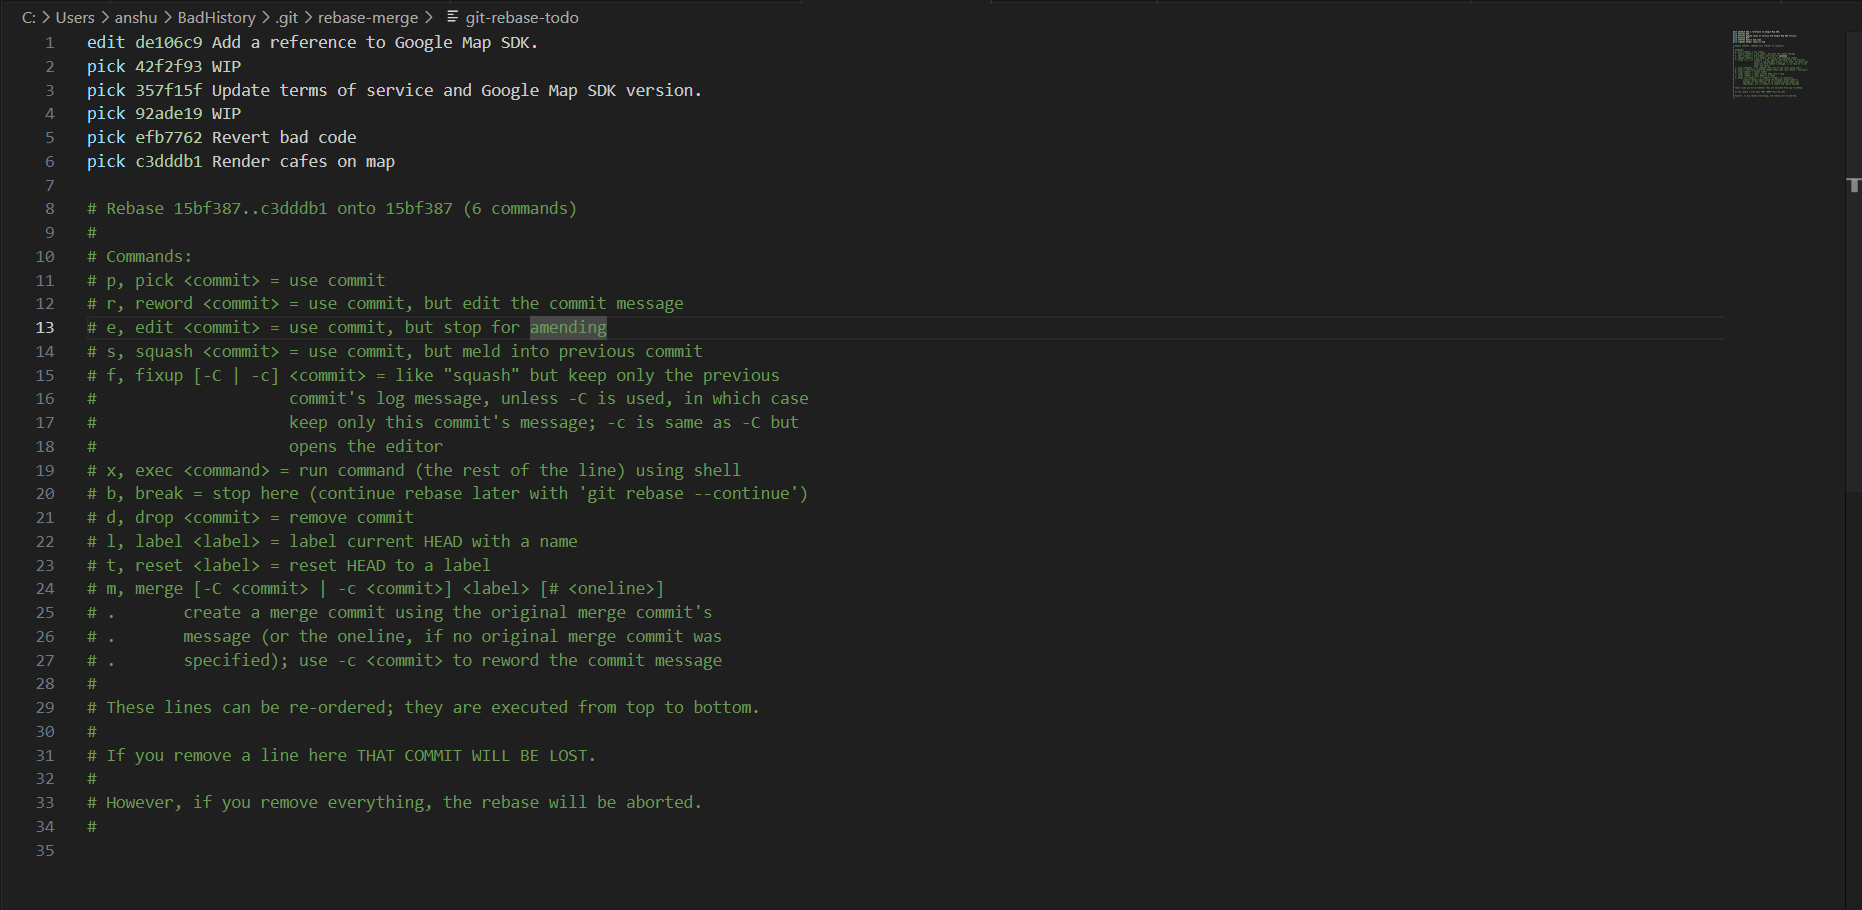 C: > Users > anshu > BadHistory > .git > rebase-merge > git-rebase-todo
1 edit de106c9 Add a reference to Google Map SDK.
2 pick 42f2f93 WIP
3 pick 357f15f Update terms of service and Google Map SDK version.
4 pick 92ade19 WIP
5 pick efb7762 Revert bad code
6 pick c3dddb1 Render cafes on map
7
8 # Rebase 15bf387..c3dddb1 onto 15bf387 (6 commands)
9 #
10 # Commands:
11 # p, pick <commit> = use commit
12 # r, reword <commit> = use commit, but edit the commit message
13 # e, edit <commit> = use commit, but stop for amending
14 # s, squash <commit> = use commit, but meld into previous commit
15 # f, fixup [-C | -c] <commit> = like "squash" but keep only the previous
16 #                    commit's log message, unless -C is used, in which case
17 #                    keep only this commit's message; -c is same as -C but
18 #                    opens the editor
19 # x, exec <command> = run command (the rest of the line) using shell
20 # b, break = stop here (continue rebase later with 'git rebase --continue')
21 # d, drop <commit> = remove commit
22 # l, label <label> = label current HEAD with a name
23 # t, reset <label> = reset HEAD to a label
24 # m, merge [-C <commit> | -c <commit>] <label> [# <oneline>]
25 # .       create a merge commit using the original merge commit's
26 # .       message (or the oneline, if no original merge commit was
27 # .       specified); use -c <commit> to reword the commit message
28 #
29 # These lines can be re-ordered; they are executed from top to bottom.
30 #
31 # If you remove a line here THAT COMMIT WILL BE LOST.
32 #
33 # However, if you remove everything, the rebase will be aborted.
34 #
35